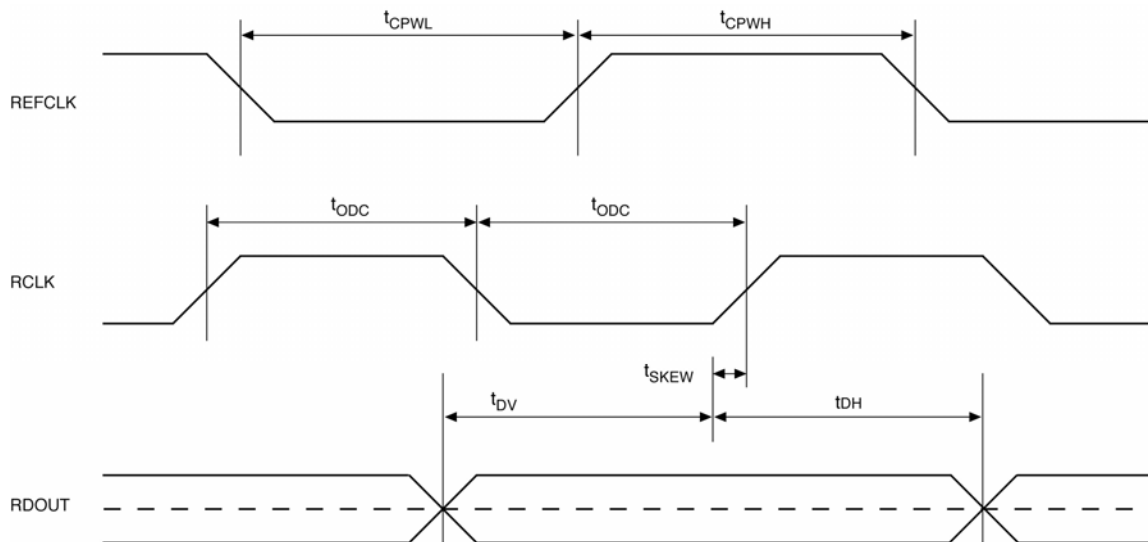 tCPWL tCPWH
REFCLK
tODC tODC
RCLK
tSKEW
tDV tDH
RDOUT